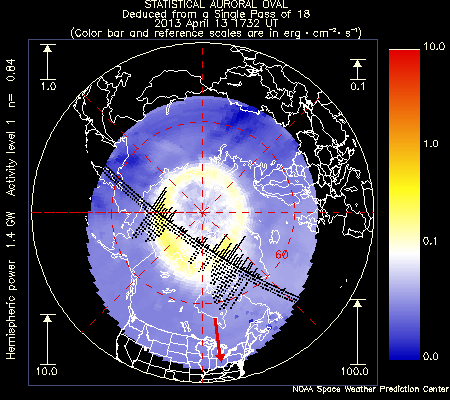 STATISTICAL AURORAL OVAL
Deduced from a Single Pass of 18
2013 April 13 1732 UT
(Color bar and reference scales are in erg · cm⁻² · s⁻¹)
Hemispheric power 1.4 GW Activity level 1 n= 0.84
1.0
0.1
10.0
100.0
60
10.0
1.0
0.1
0.0
NOAA Space Weather Prediction Center